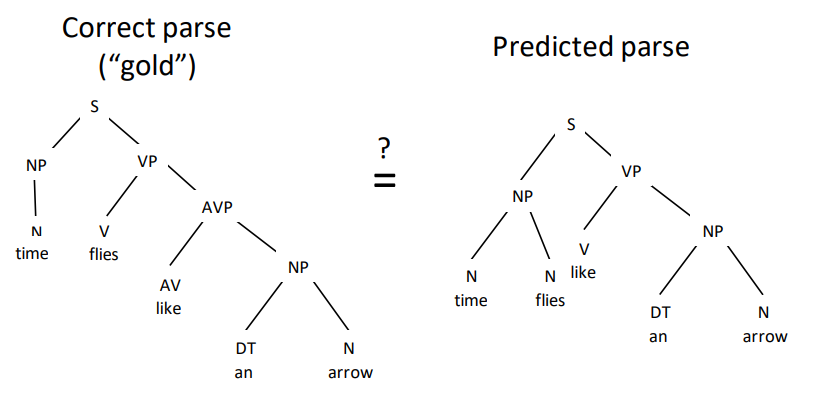 Correct parse
(“gold”)
S
NP
VP
N
time
V
flies
AVP
AV
like
NP
DT
an
N
arrow
?
=
Predicted parse
S
NP
VP
N
time
N
flies
V
like
NP
DT
an
N
arrow